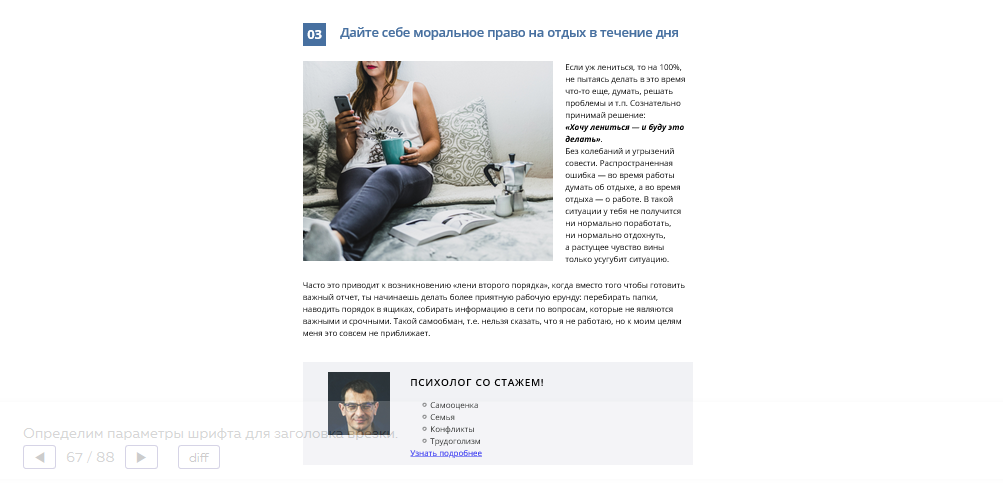 03 Дайте себе моральное право на отдых в течение дня
Если уж лениться, то на 100%,
не пытаясь делать в это время
что-то еще, думать, решать
проблемы и т.п. Сознательно
принимай решение:
«Хочу лениться — и буду это
делать».
Без колебаний и угрызений
совести. Распространенная
ошибка — во время работы
думать об отдыхе, а во время
отдыха — о работе. В такой
ситуации у тебя не получится
ни нормально поработать,
ни нормально отдохнуть,
а растущее чувство вины
только усугубит ситуацию.
Часто это приводит к возникновению «лени второго порядка», когда вместо того чтобы готовить
важный отчет, ты начинаешь делать более приятную рабочую ерунду: перебирать папки,
наводить порядок в ящиках, собирать информацию в сети по вопросам, которые не являются
важными и срочными. Такой самообман, т.е. нельзя сказать, что я не работаю, но к моим целям
меня это совсем не приближает.
ПСИХОЛОГ СО СТАЖЕМ!
Самооценка
Семья
Конфликты
Трудоголизм
Узнать подробнее
Определим параметры шрифта для заголовка врезки.
67 / 88
diff